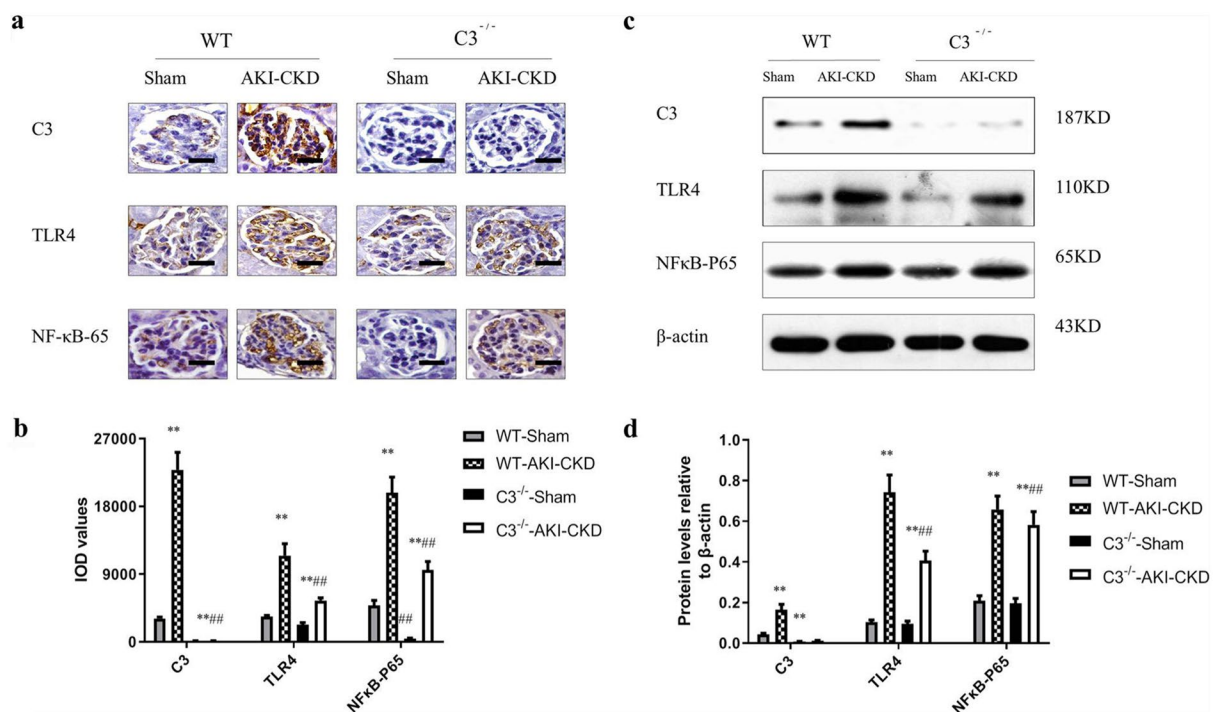 a
WT
C3-/-
Sham AKI-CKD Sham AKI-CKD
C3
TLR4
NF-κB-65
b
IOD values
27000
18000
9000
0
**
**##
**
**##
**
##
**##
C3
TLR4
NFκB-P65
WT-Sham
WT-AKI-CKD
C3-/--Sham
C3-/--AKI-CKD
c
WT
C3-/-
Sham AKI-CKD Sham AKI-CKD
C3 187KD
TLR4 110KD
NFκB-P65 65KD
β-actin 43KD
d
Protein levels relative
to β-actin
1.0
0.8
0.6
0.4
0.2
0.0
**
**
**
**##
**
**##
C3
TLR4
NFκB-P65
WT-Sham
WT-AKI-CKD
C3-/--Sham
C3-/--AKI-CKD